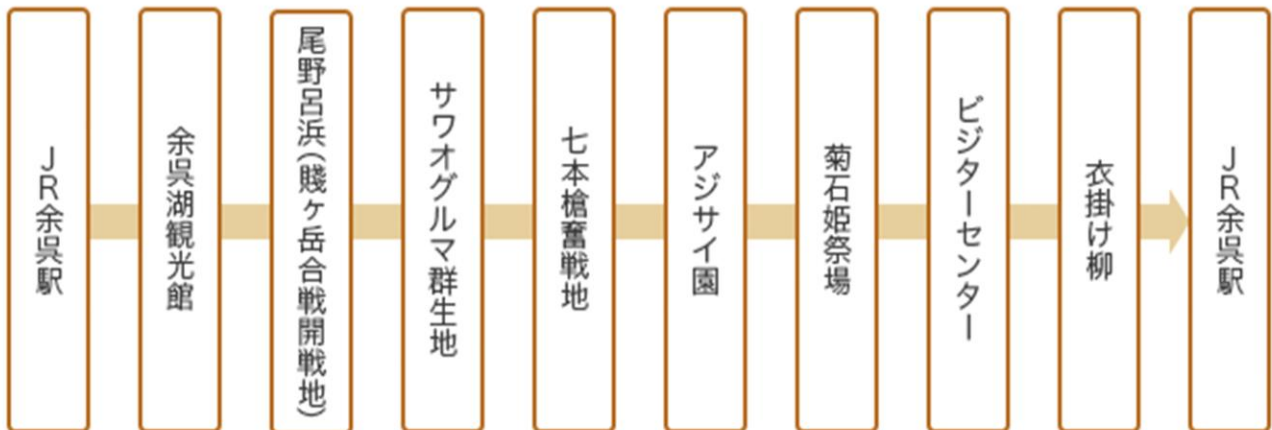 JR余呉駅
余呉湖観光館
尾野呂浜(賤ヶ岳合戦開戦地)
サワオグルマ群生地
七本槍奮戦地
アジサイ園
菊石姫祭場
ビジターセンター
衣掛け柳
JR余呉駅